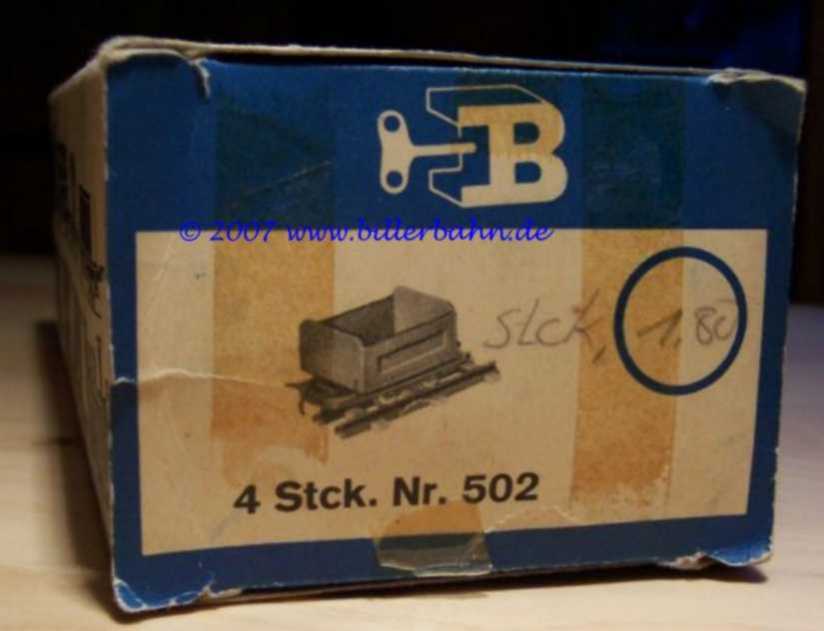 B
© 2007 www.billerbahn.de
Stck, 1,80
4 Stck. Nr. 502